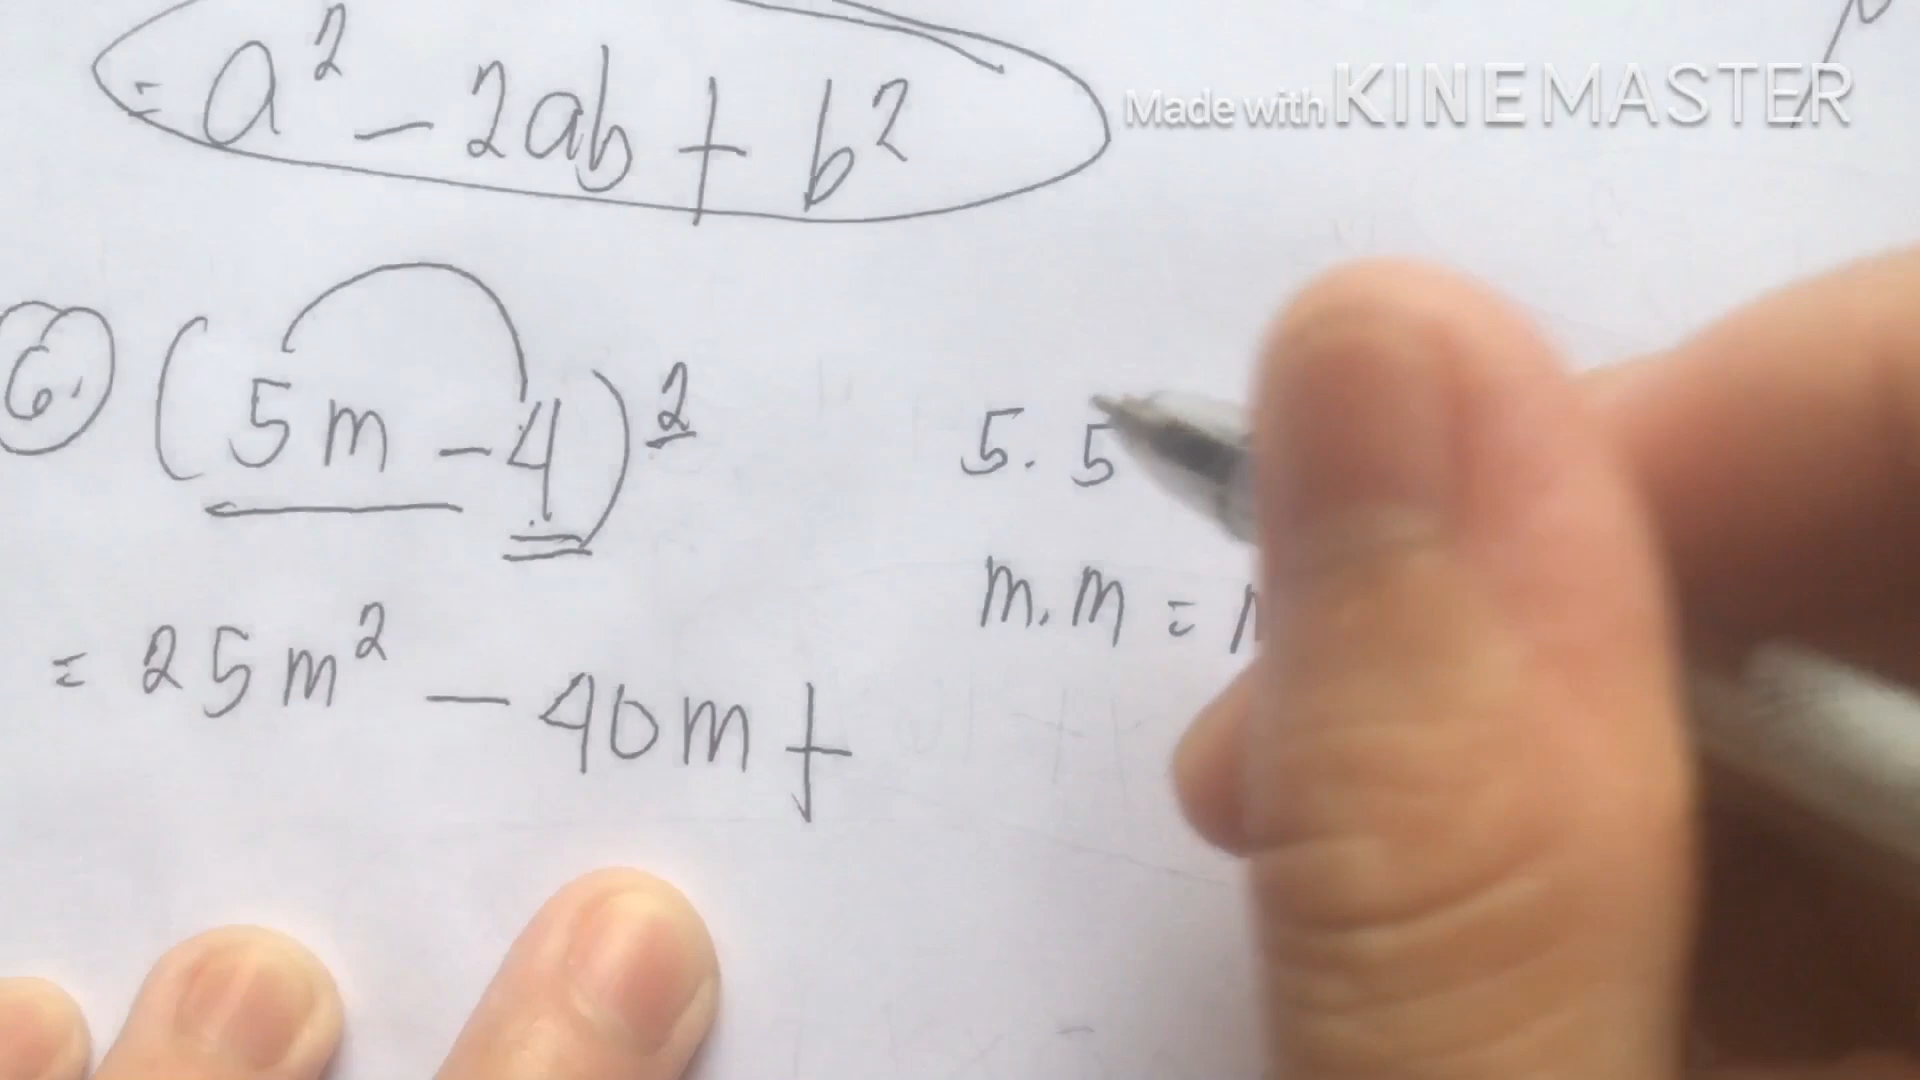 = a² - 2ab + b²
Made with KINEMASTER
6. (5m - 4)²
5. 5
m. m =
= 25m² - 40m +